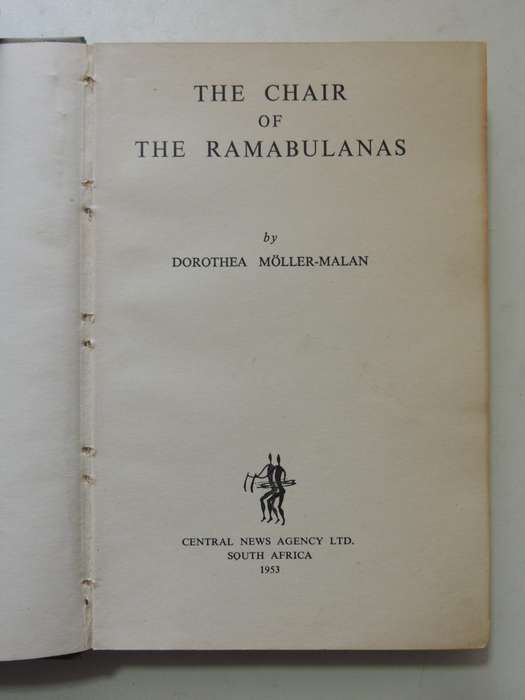 THE CHAIR
OF
THE RAMABULANAS
by
DOROTHEA MÖLLER-MALAN
CENTRAL NEWS AGENCY LTD.
SOUTH AFRICA
1953